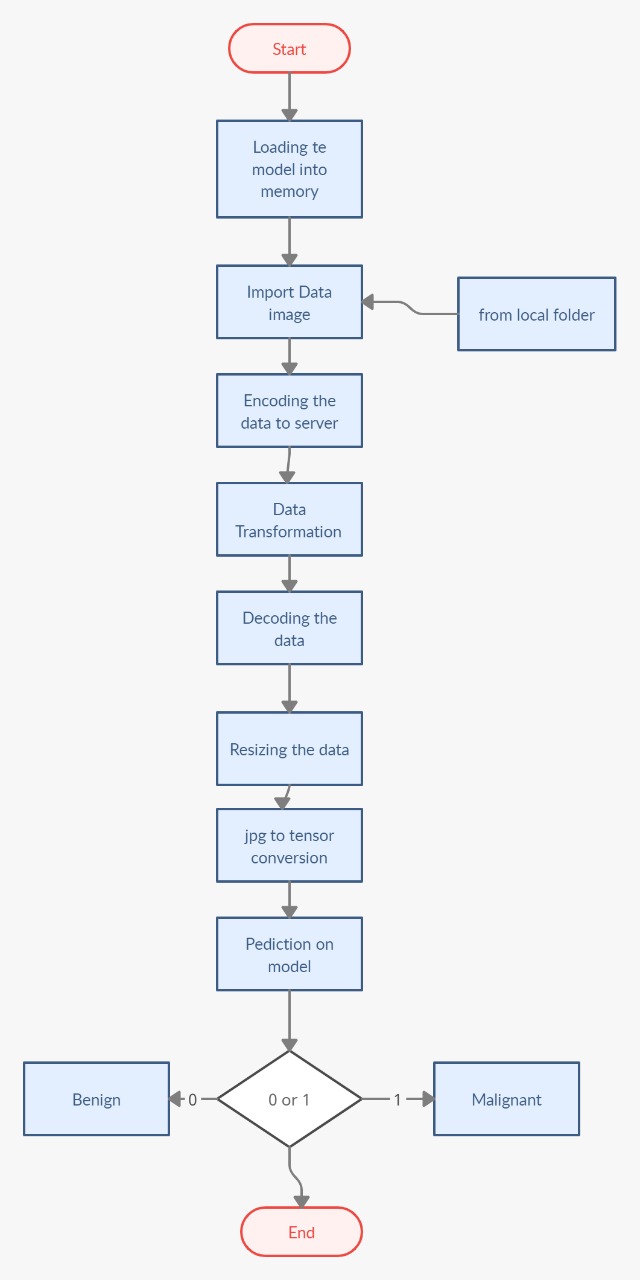 Start
Loading te
model into
memory
Import Data
image
from local folder
Encoding the
data to server
Data
Transformation
Decoding the
data
Resizing the data
jpg to tensor
conversion
Pediction on
model
Benign
0
0 or 1
1
Malignant
End